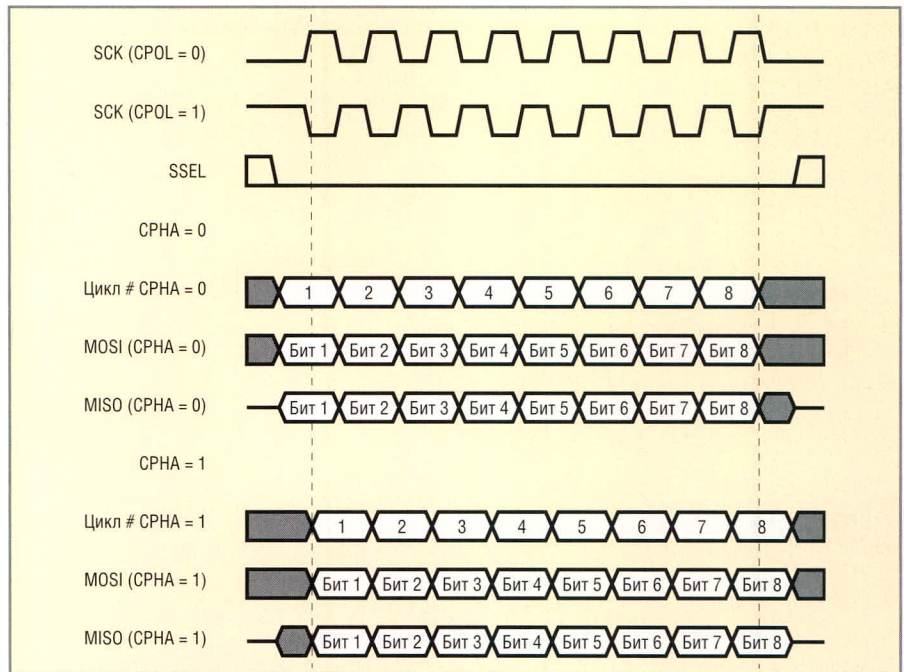 SCK (CPOL = 0)
SCK (CPOL = 1)
SSEL
CPHA = 0
Цикл # CPHA = 0
1 2 3 4 5 6 7 8
MOSI (CPHA = 0)
Бит 1 Бит 2 Бит 3 Бит 4 Бит 5 Бит 6 Бит 7 Бит 8
MISO (CPHA = 0)
Бит 1 Бит 2 Бит 3 Бит 4 Бит 5 Бит 6 Бит 7 Бит 8
CPHA = 1
Цикл # CPHA = 1
1 2 3 4 5 6 7 8
MOSI (CPHA = 1)
Бит 1 Бит 2 Бит 3 Бит 4 Бит 5 Бит 6 Бит 7 Бит 8
MISO (CPHA = 1)
Бит 1 Бит 2 Бит 3 Бит 4 Бит 5 Бит 6 Бит 7 Бит 8